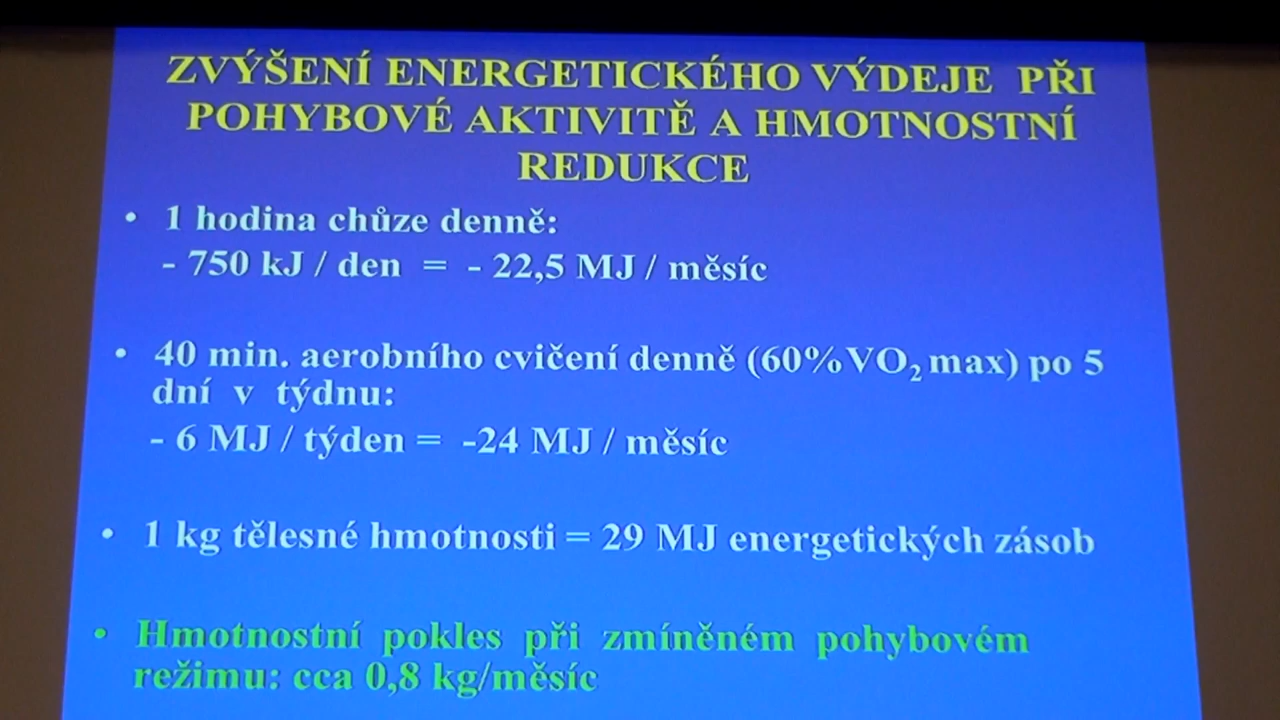 ZVÝŠENÍ ENERGETICKÉHO VÝDEJE PŘI
POHYBOVÉ AKTIVITĚ A HMOTNOSTNÍ
REDUKCE
• 1 hodina chůze denně:
- 750 kJ / den = - 22,5 MJ / měsíc
• 40 min. aerobního cvičení denně (60%VO₂ max) po 5
dní v týdnu:
- 6 MJ / týden = -24 MJ / měsíc
• 1 kg tělesné hmotnosti = 29 MJ energetických zásob
• Hmotnostní pokles při zmíněném pohybovém
režimu: cca 0,8 kg/měsíc